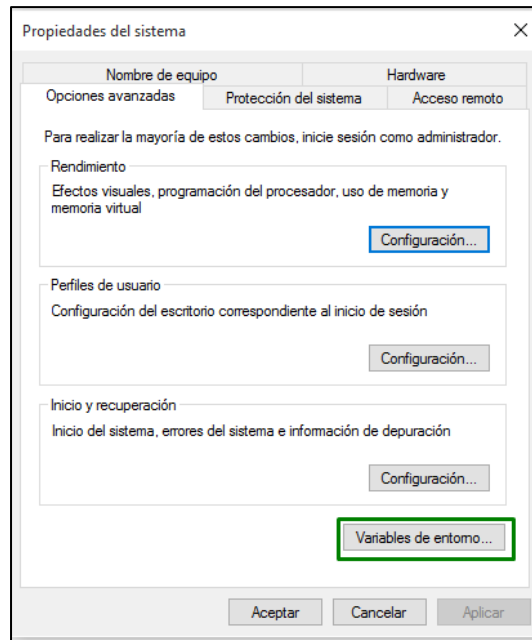 Propiedades del sistema
Nombre de equipo
Hardware
Opciones avanzadas
Protección del sistema
Acceso remoto
Para realizar la mayoría de estos cambios, inicie sesión como administrador.
Rendimiento
Efectos visuales, programación del procesador, uso de memoria y
memoria virtual
Configuración...
Perfiles de usuario
Configuración del escritorio correspondiente al inicio de sesión
Configuración...
Inicio y recuperación
Inicio del sistema, errores del sistema e información de depuración
Configuración...
Variables de entorno...
Aceptar
Cancelar
Aplicar